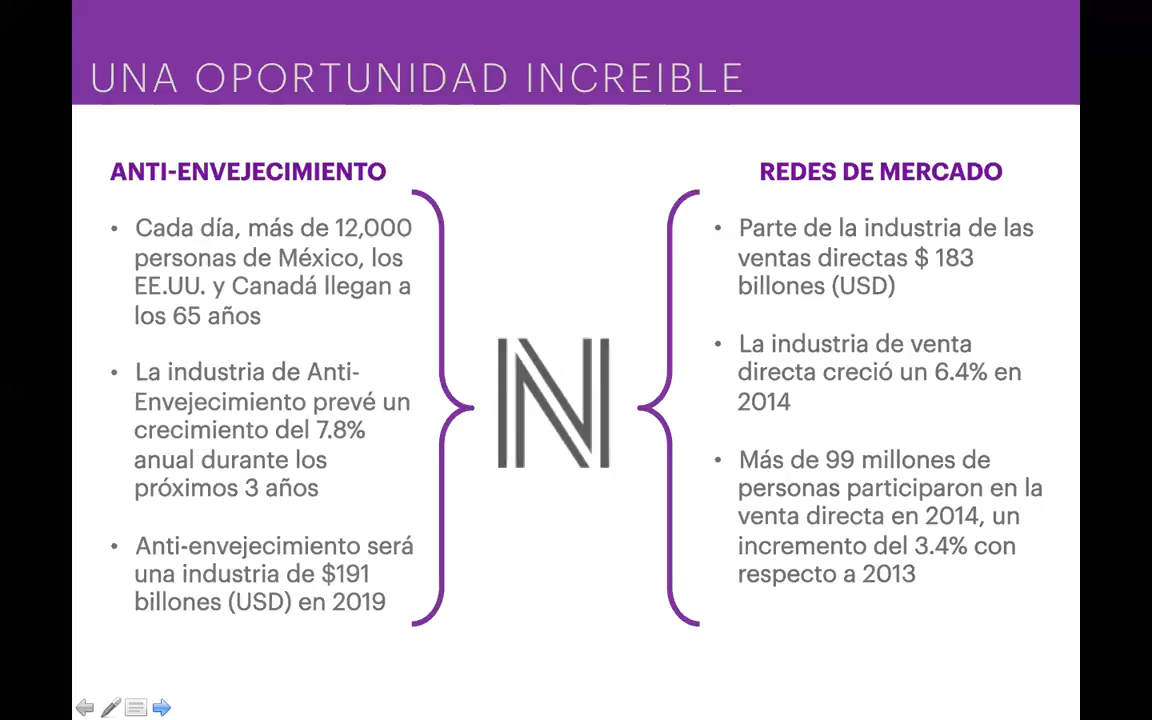 UNA OPORTUNIDAD INCREIBLE
ANTI-ENVEJECIMIENTO
• Cada día, más de 12,000
personas de México, los
EE.UU. y Canadá llegan a
los 65 años
• La industria de Anti-
Envejecimiento prevé un
crecimiento del 7.8%
anual durante los
próximos 3 años
• Anti-envejecimiento será
una industria de $191
billones (USD) en 2019
N
REDES DE MERCADO
• Parte de la industria de las
ventas directas $ 183
billones (USD)
• La industria de venta
directa creció un 6.4% en
2014
• Más de 99 millones de
personas participaron en la
venta directa en 2014, un
incremento del 3.4% con
respecto a 2013